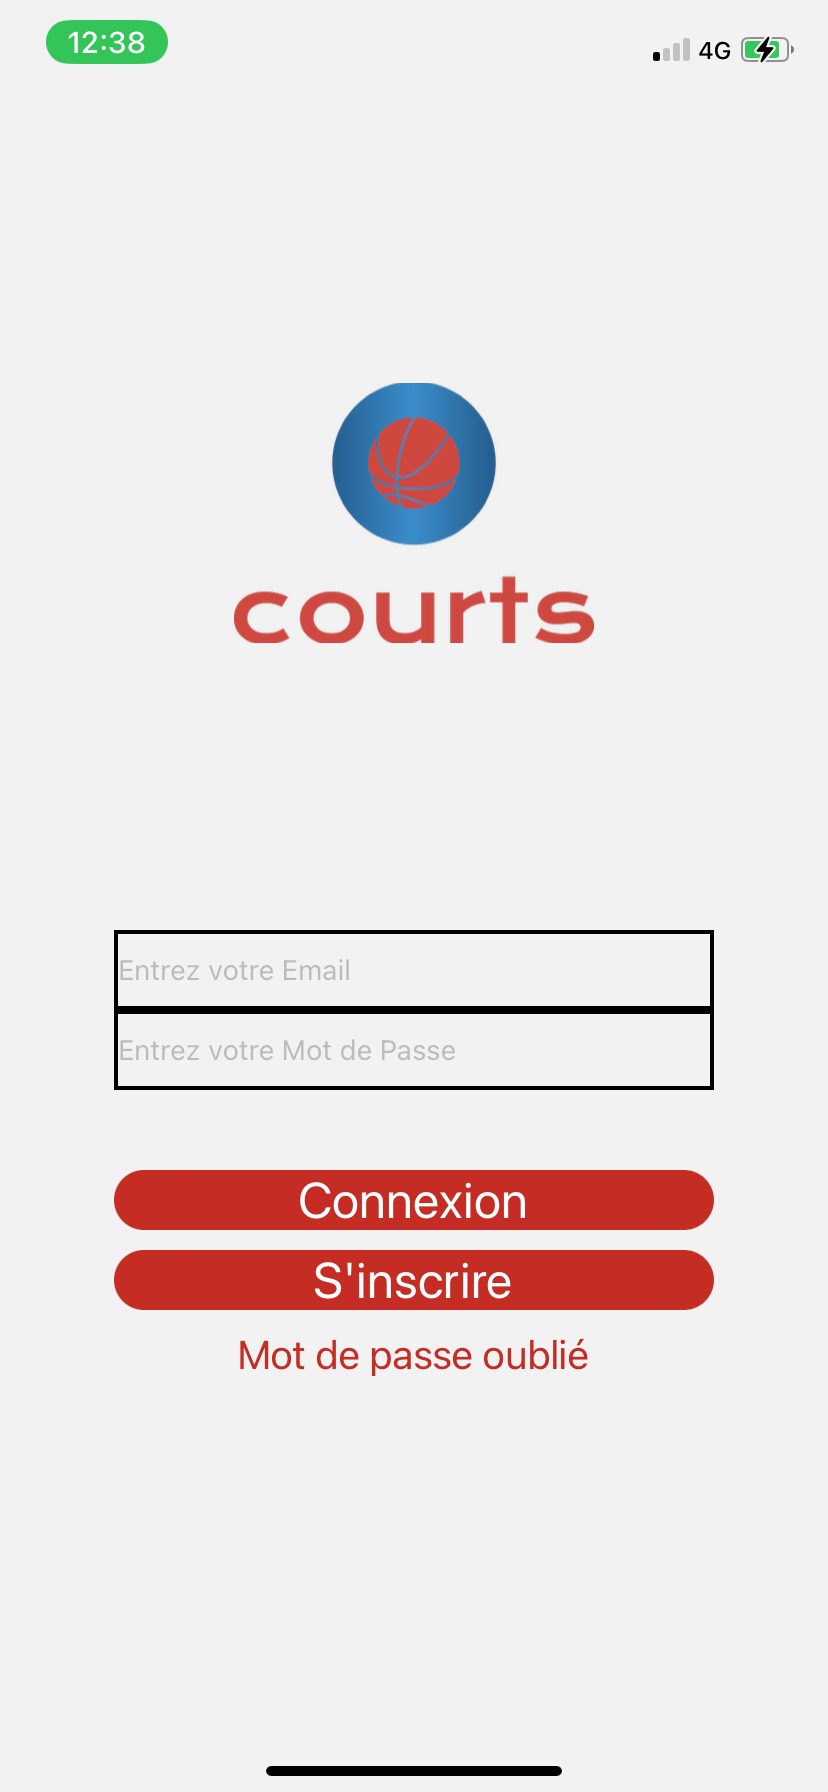 12:38
4G
courts
Entrez votre Email
Entrez votre Mot de Passe
Connexion
S'inscrire
Mot de passe oublié